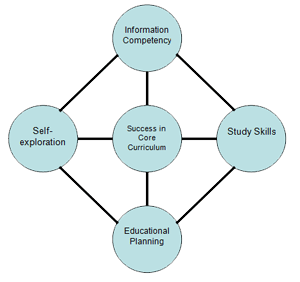 Information
Competency
Self-
exploration
Success in
Core
Curriculum
Study Skills
Educational
Planning